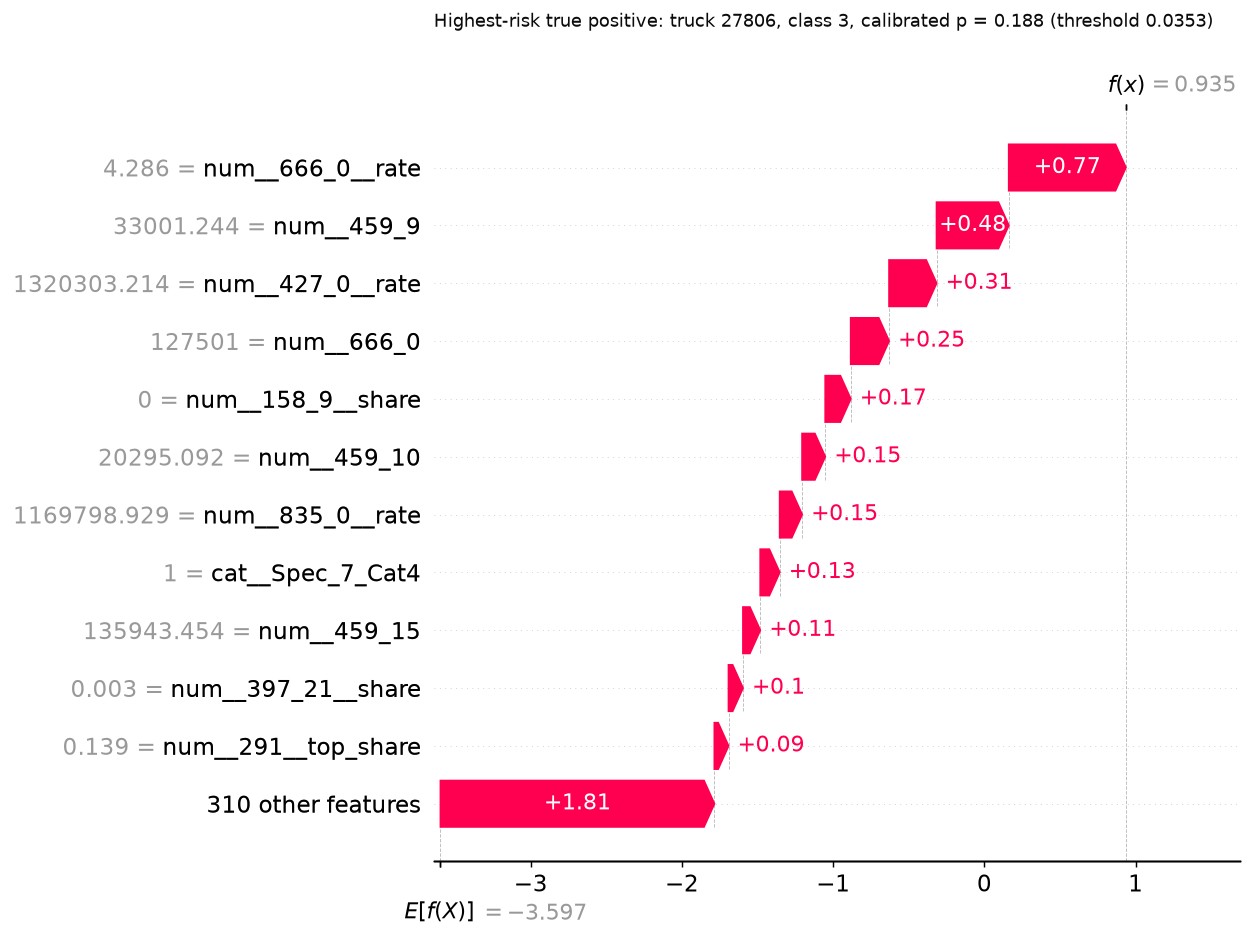 Highest-risk true positive: truck 27806, class 3, calibrated p = 0.188 (threshold 0.0353)
f(x) = 0.935
4.286 = num__666_0__rate +0.77
33001.244 = num__459_9 +0.48
1320303.214 = num__427_0__rate +0.31
127501 = num__666_0 +0.25
0 = num__158_9__share +0.17
20295.092 = num__459_10 +0.15
1169798.929 = num__835_0__rate +0.15
1 = cat__Spec_7_Cat4 +0.13
135943.454 = num__459_15 +0.11
0.003 = num__397_21__share +0.1
0.139 = num__291__top_share +0.09
310 other features +1.81
−3 −2 −1 0 1
E[f(X)] = −3.597